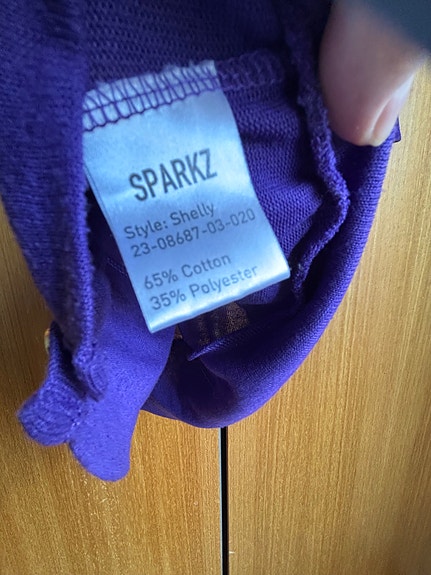 SPARKZ
Style: Shelly
23-08687-03-020
65% Cotton
35% Polyester